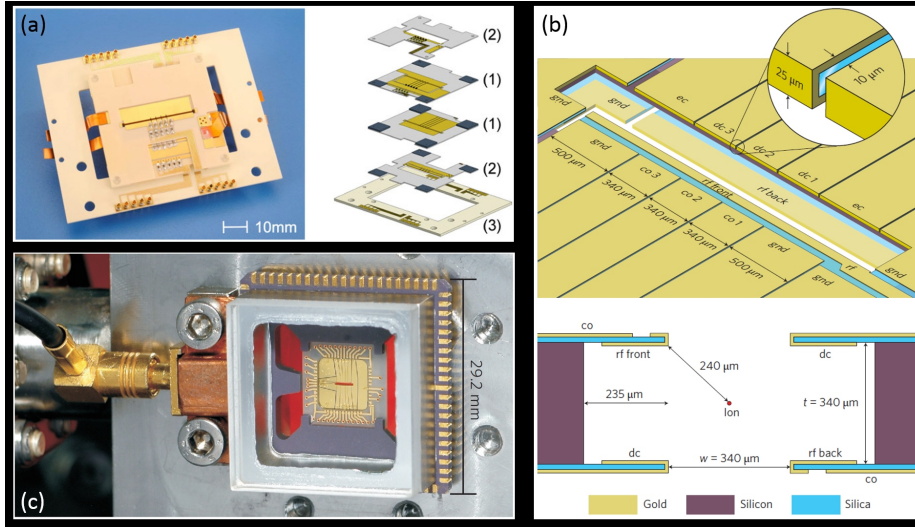 (a)
(2)
(1)
(1)
(2)
(3)
10mm
(b)
25 µm
10 µm
gnd
gnd
ec
dc 3
dc 2
dc 1
ec
gnd
co 3
rf front
co 2
co 1
rf back
gnd
gnd
rf
gnd
500 µm
340 µm
340 µm
340 µm
500 µm
co
rf front
dc
240 µm
235 µm
Ion
t = 340 µm
dc
w = 340 µm
rf back
co
Gold
Silicon
Silica
29.2 mm
(c)